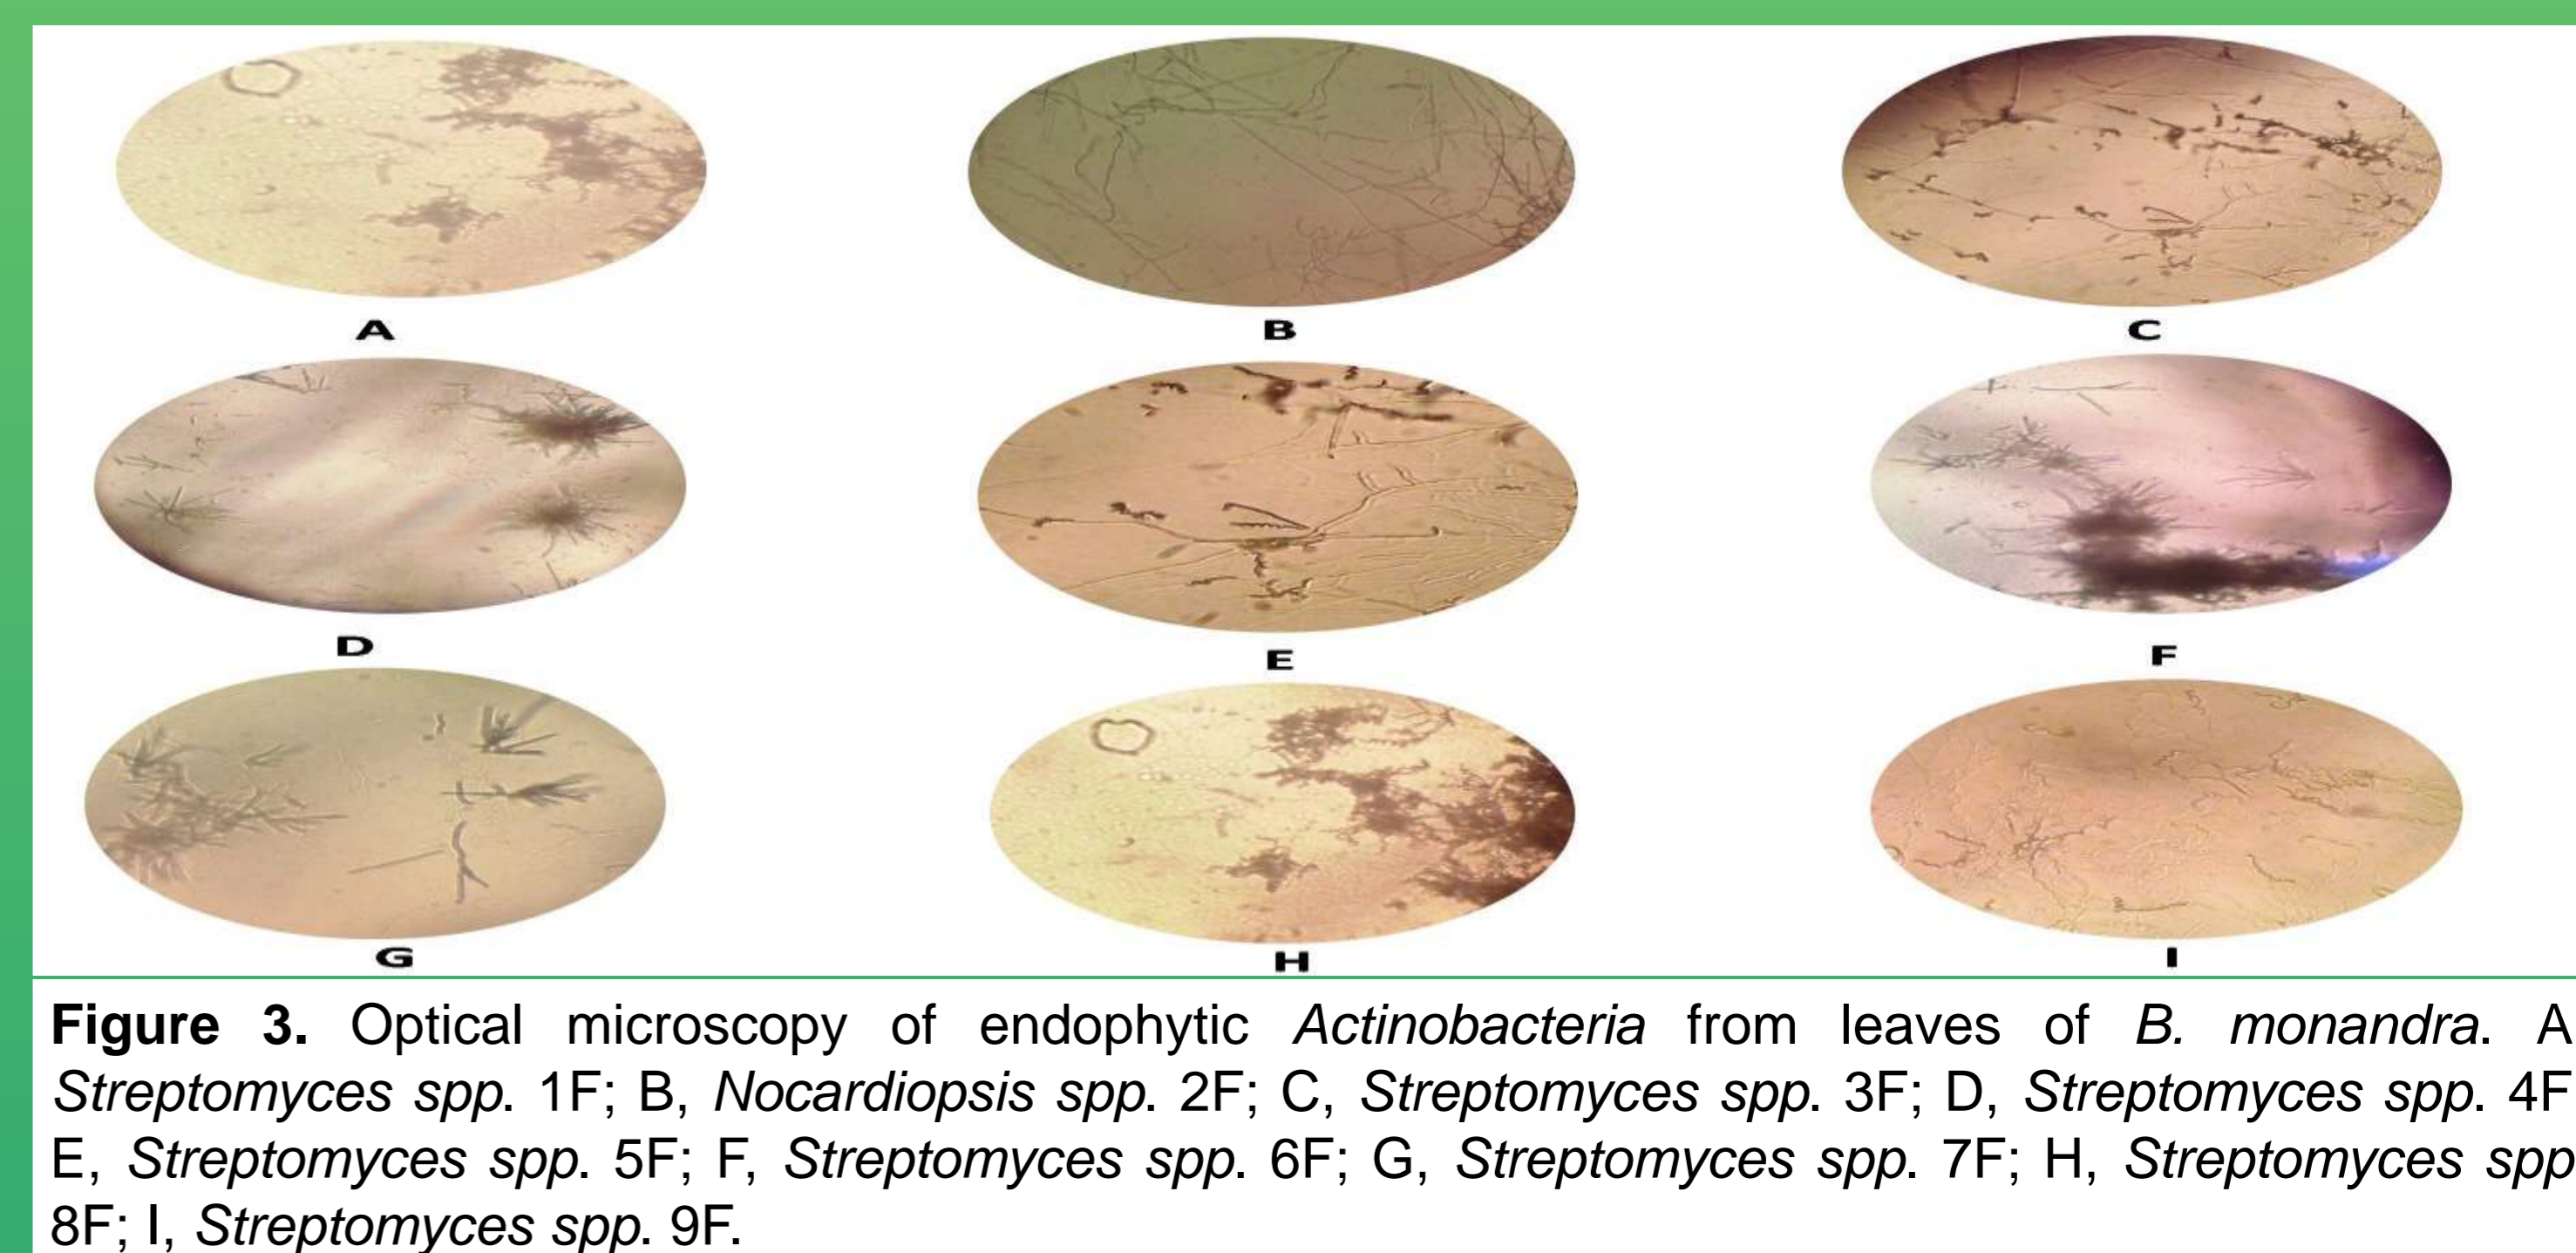 A
B
C
D
E
F
G
H
I
Figure 3. Optical microscopy of endophytic Actinobacteria from leaves of B. monandra. A
Streptomyces spp. 1F; B, Nocardiopsis spp. 2F; C, Streptomyces spp. 3F; D, Streptomyces spp. 4F
E, Streptomyces spp. 5F; F, Streptomyces spp. 6F; G, Streptomyces spp. 7F; H, Streptomyces spp
8F; I, Streptomyces spp. 9F.